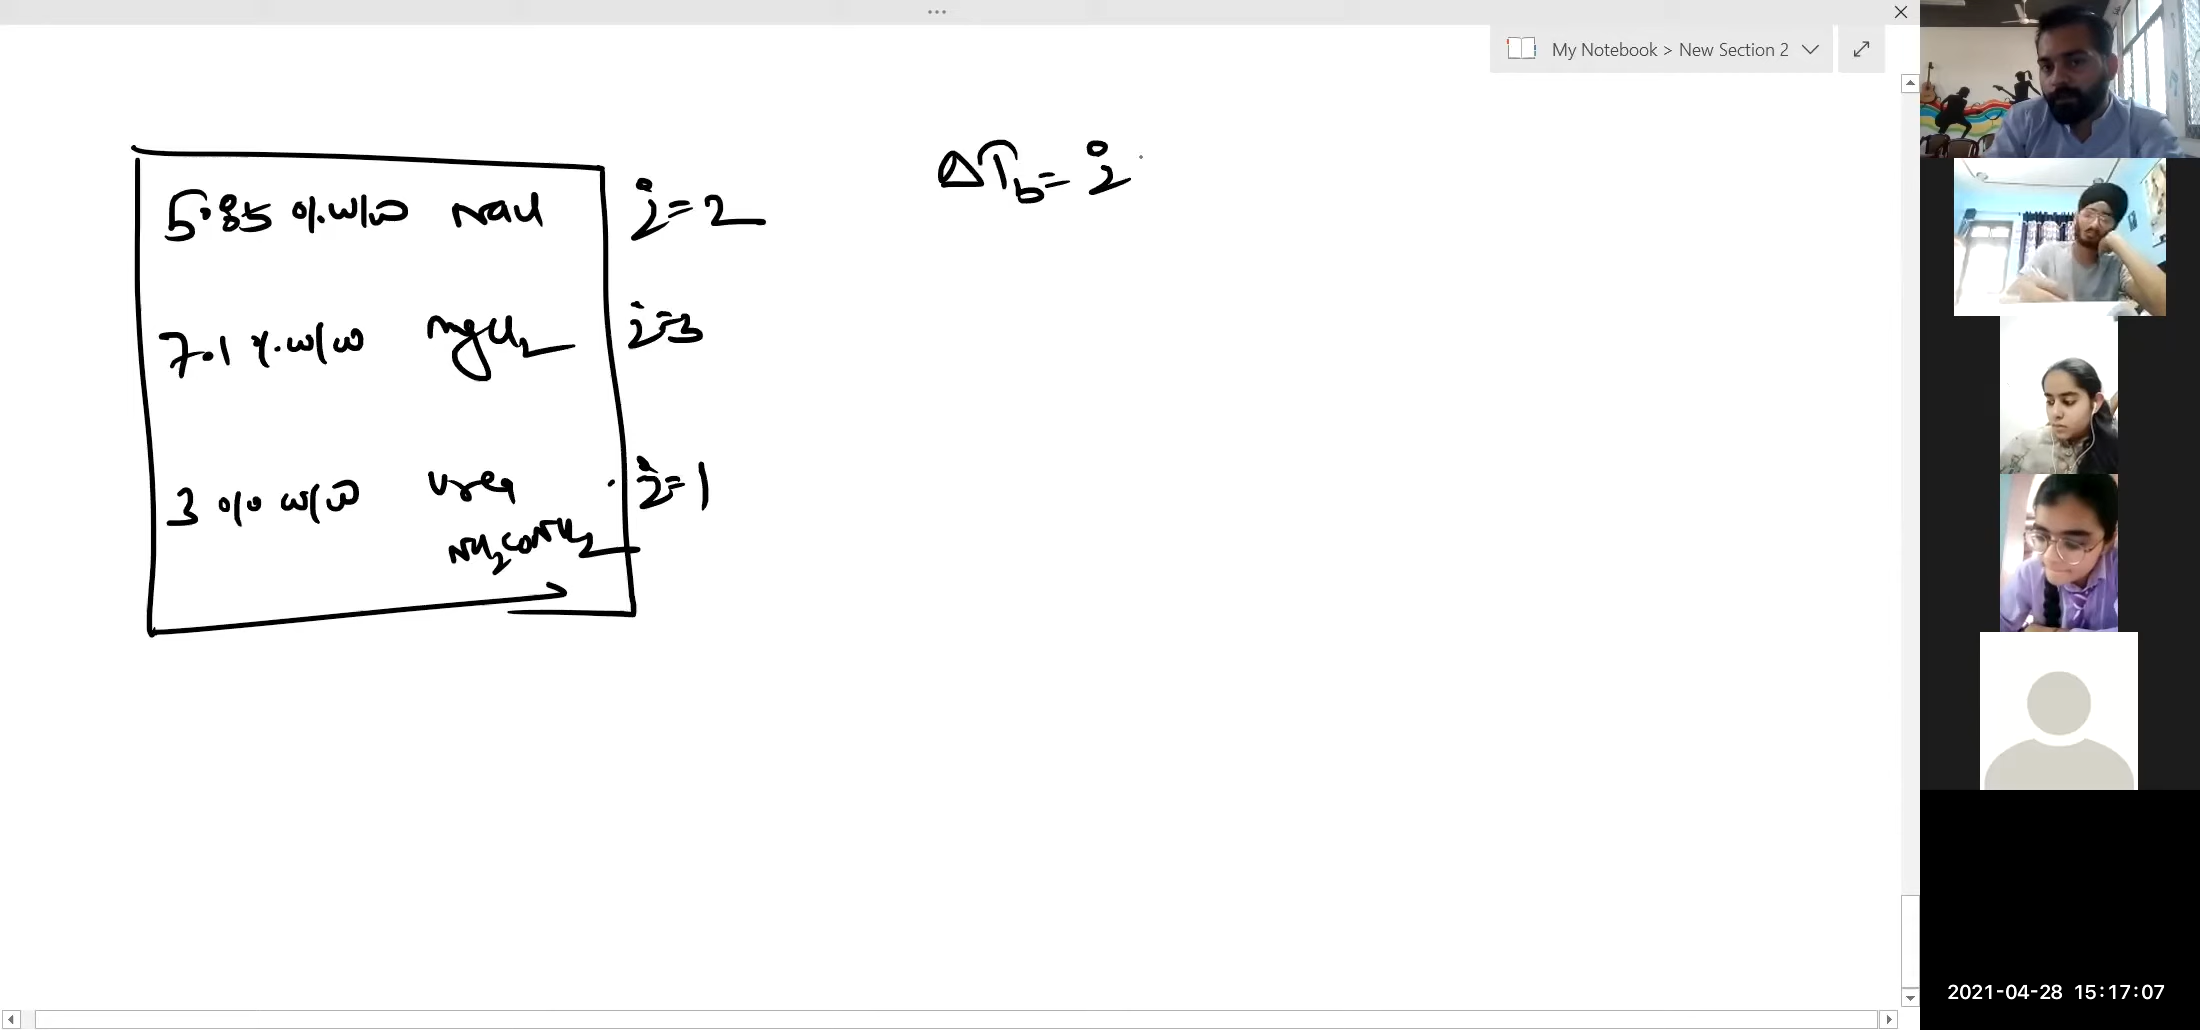 ...
My Notebook > New Section 2
5.85 %.w/w NaCl i=2
7.1 %.w/w MgCl2 i=3
3 % w/w urea i=1
NH2CONH2
ΔTb= i
2021-04-28 15:17:07